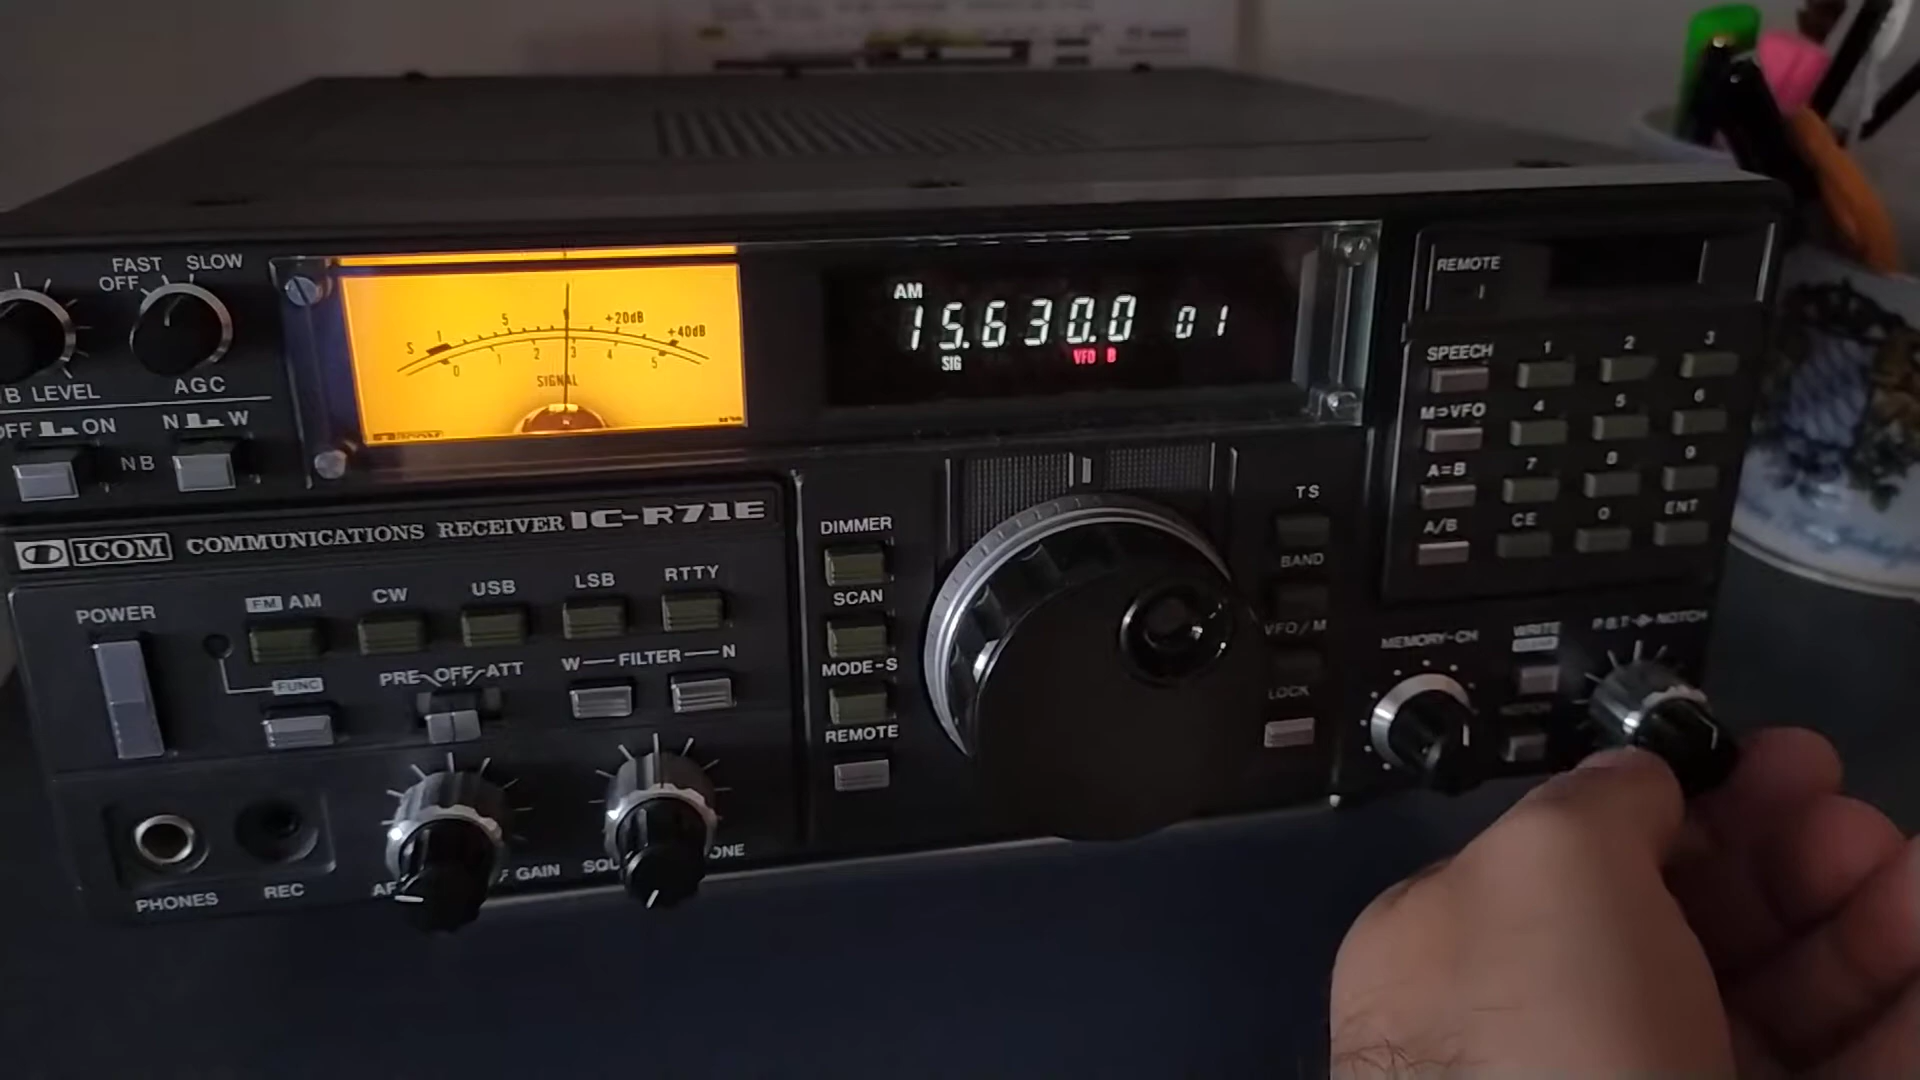 FAST SLOW
OFF
AGC
OFF ON N W
NB
S 1 5 9 +20dB +40dB
0 1 2 3 4 5
SIGNAL
AM
15.630.0 01
SIG VFO B
REMOTE
SPEECH 1 2 3
M⊃VFO 4 5 6
A=B 7 8 9
A/B CE 0 ENT
ICOM COMMUNICATIONS RECEIVER IC-R71E
POWER
FM AM CW USB LSB RTTY
FUNC
PRE OFF ATT
W FILTER N
DIMMER
SCAN
MODE-S
REMOTE
TS
BAND
VFO/M
LOCK
MEMORY-CH
WRITE
P.B.T NOTCH
PHONES REC
AF GAIN